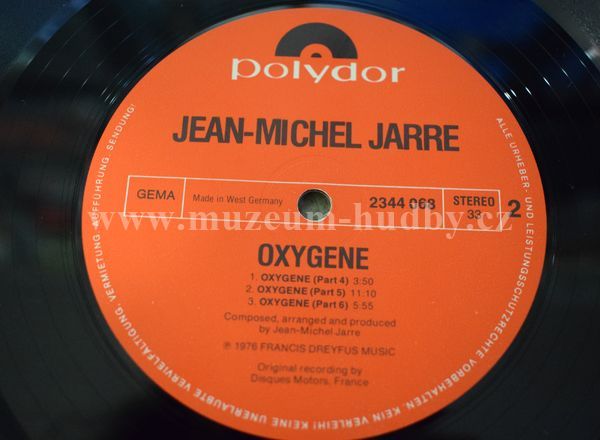 polydor
JEAN-MICHEL JARRE
GEMA
Made in West Germany
2344 068
STEREO
33
2
www.muzeum-hudby.cz
OXYGENE
1. OXYGENE (Part 4) 3:50
2. OXYGENE (Part 5) 11:10
3. OXYGENE (Part 6) 5:55
Composed, arranged and produced
by Jean-Michel Jarre
℗ 1976 FRANCIS DREYFUS MUSIC
Original recording by
Disques Motors, France
ALLE URHEBER- UND LEISTUNGSSCHUTZRECHTE VORBEHALTEN. KEIN VERLEIH! KEINE UNERLAUBTE VERVIELFÄLTIGUNG, VERMIETUNG, AUFFÜHRUNG, SENDUNG!